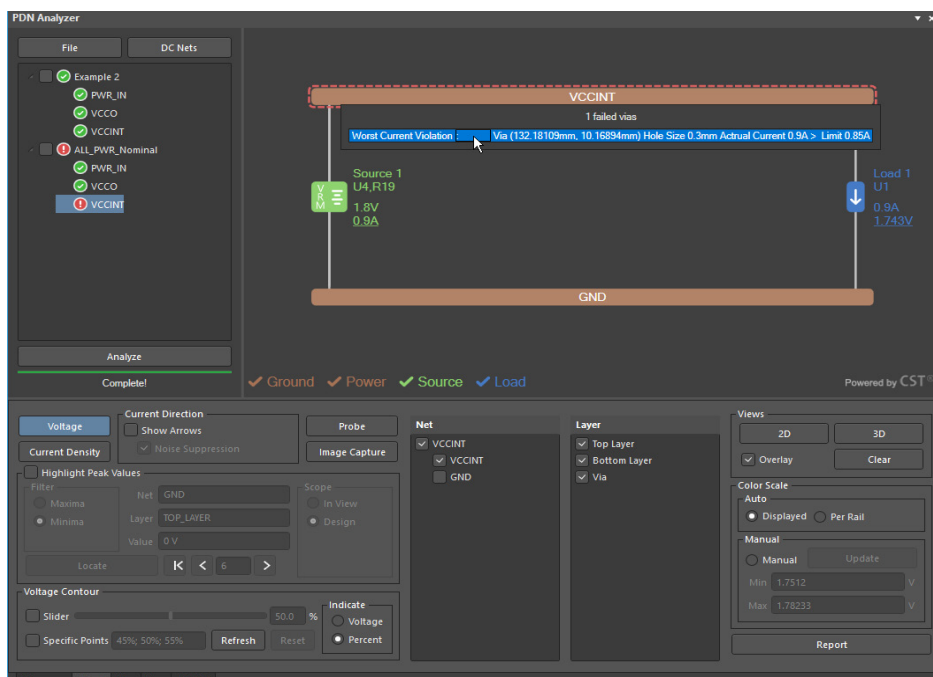 PDN Analyzer
File DC Nets
Example 2
PWR_IN
VCCO
VCCINT
ALL_PWR_Nominal
PWR_IN
VCCO
VCCINT
Analyze
Complete!
VCCINT
1 failed vias
Worst Current Violation : Via (132.18109mm, 10.16894mm) Hole Size 0.3mm Actrual Current 0.9A > Limit 0.85A
VRM
Source 1
U4,R19
1.8V
0.9A
Load 1
U1
0.9A
1.743V
GND
Ground Power Source Load
Powered by CST®
Voltage
Current Density
Current Direction
Show Arrows
Noise Suppression
Probe
Image Capture
Highlight Peak Values
Filter
Maxima
Minima
Net GND
Layer TOP_LAYER
Value 0 V
Scope
In View
Design
Locate 6
Voltage Contour
Slider 50.0 %
Specific Points 45%; 50%; 55% Refresh Reset
Indicate
Voltage
Percent
Net
VCCINT
VCCINT
GND
Layer
Top Layer
Bottom Layer
Via
Views
2D 3D
Overlay Clear
Color Scale
Auto
Displayed Per Rail
Manual
Manual Update
Min 1.7512 V
Max 1.78233 V
Report